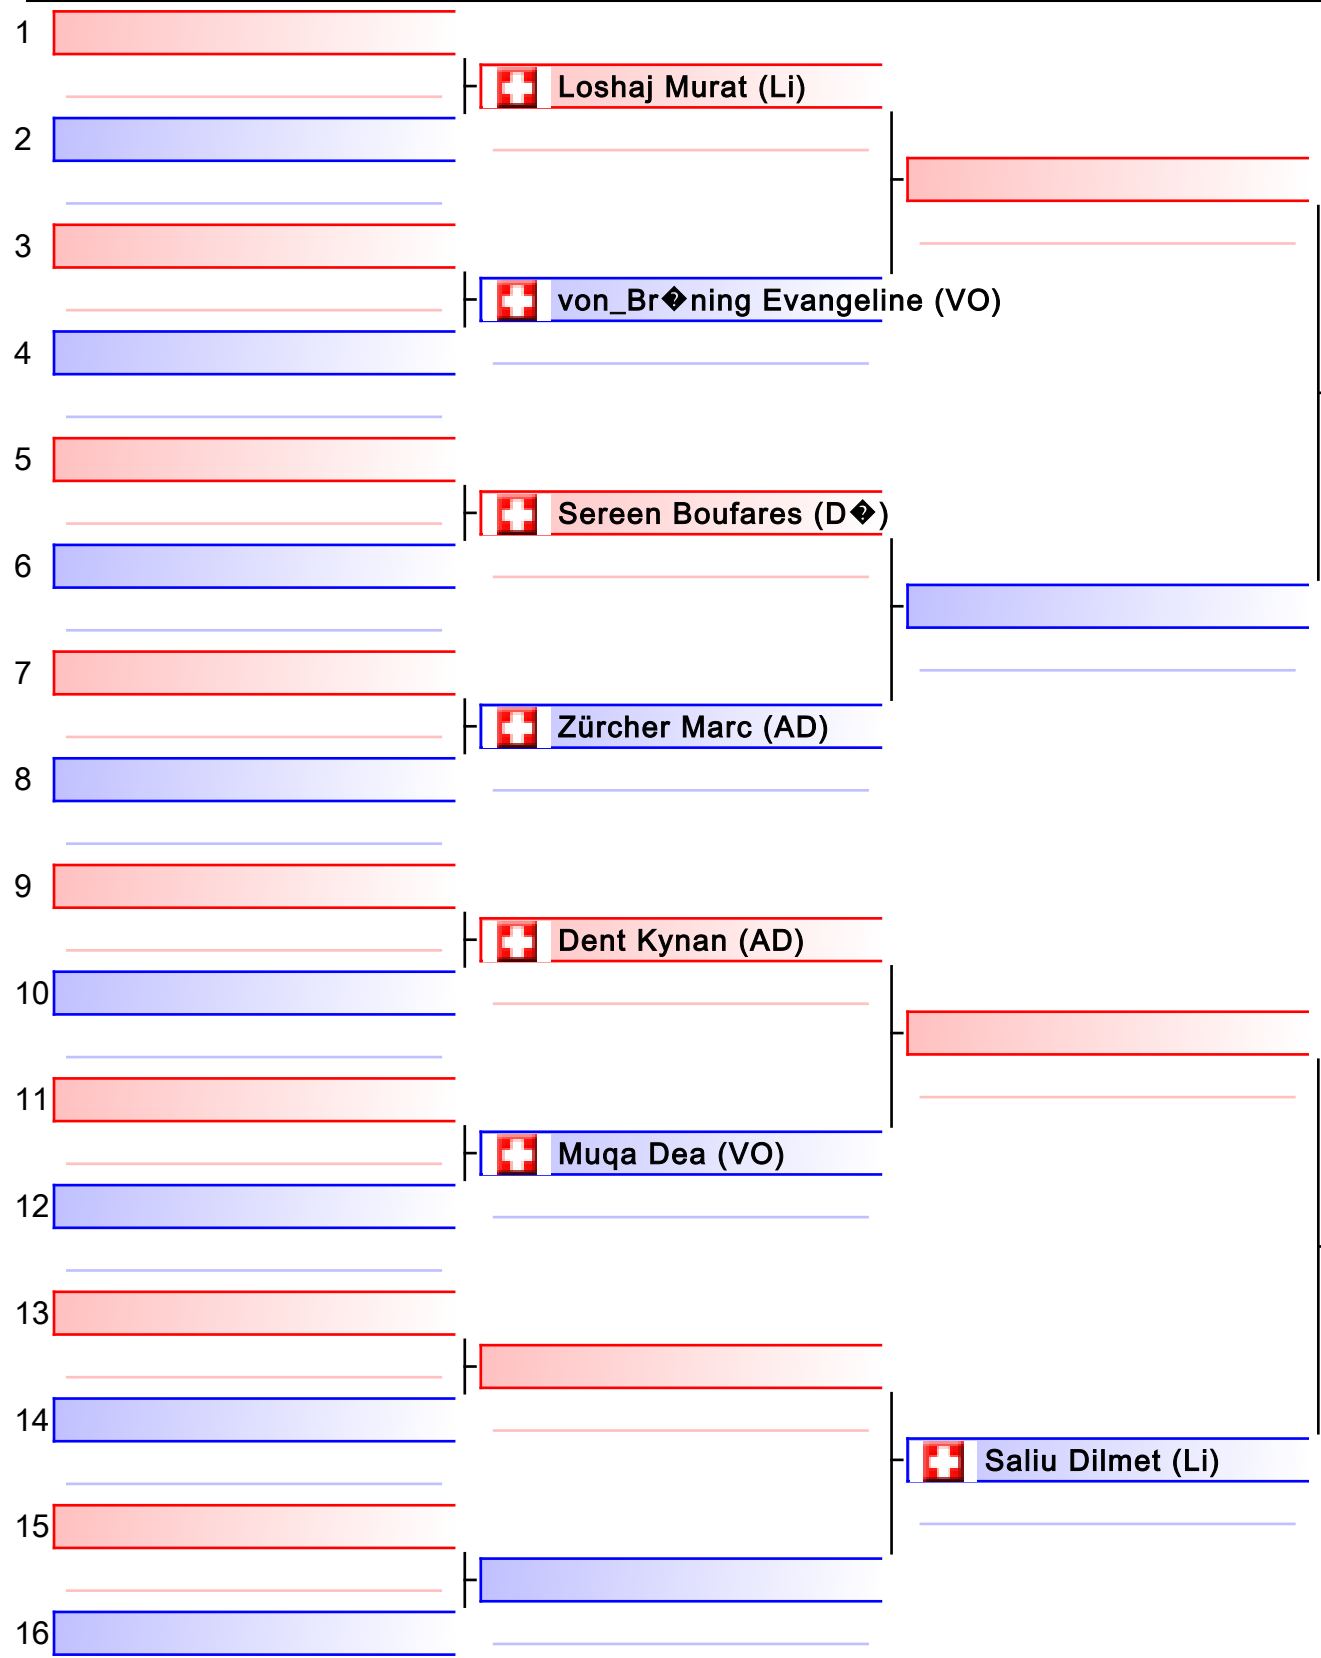 1
Loshaj Murat (Li)
2
3
von_Br�ning Evangeline (VO)
4
5
Sereen Boufares (D�)
6
7
Zürcher Marc (AD)
8
9
Dent Kynan (AD)
10
11
Muqa Dea (VO)
12
13
14
Saliu Dilmet (Li)
15
16